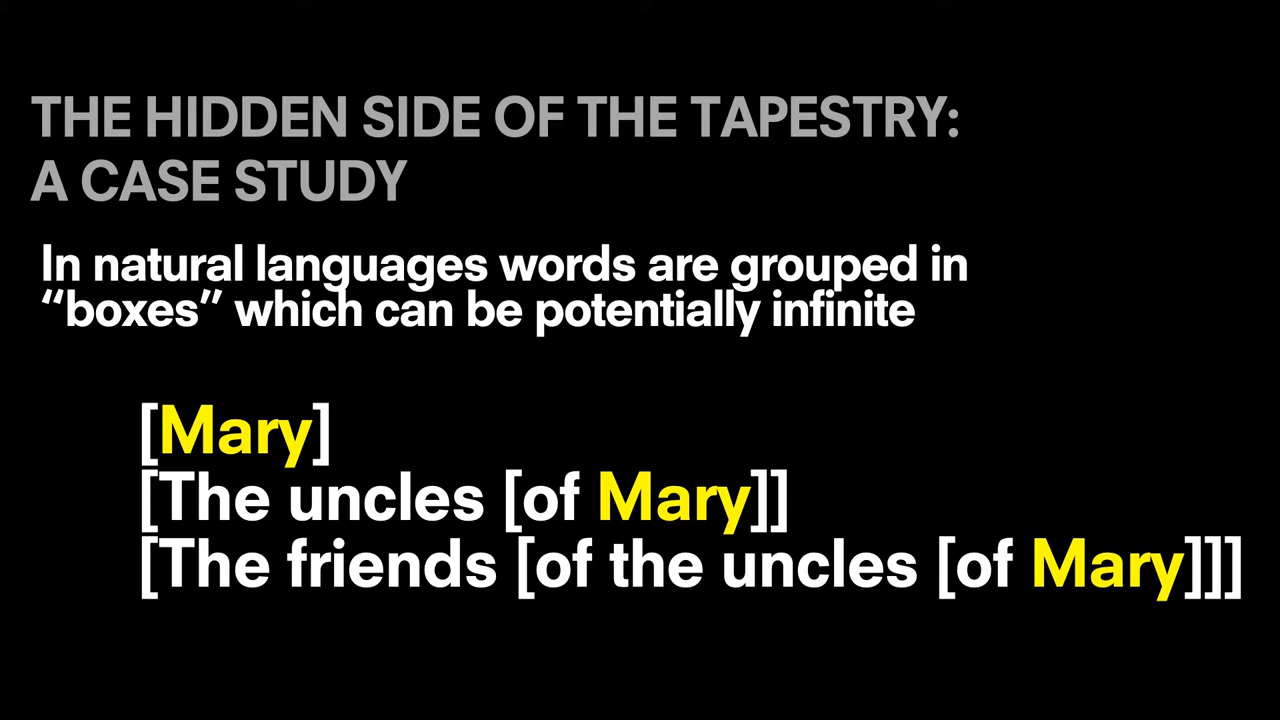 THE HIDDEN SIDE OF THE TAPESTRY:
A CASE STUDY
In natural languages words are grouped in
“boxes” which can be potentially infinite
[Mary]
[The uncles [of Mary]]
[The friends [of the uncles [of Mary]]]